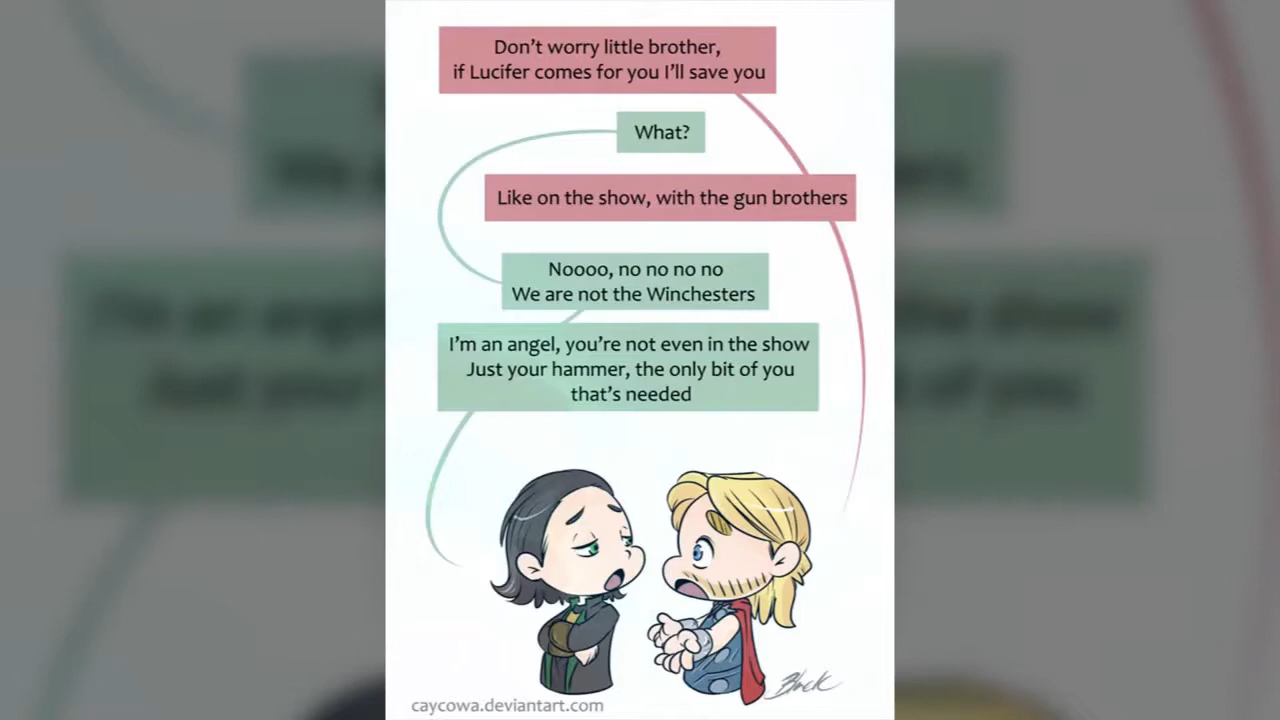 Don't worry little brother,
if Lucifer comes for you I'll save you
What?
Like on the show, with the gun brothers
Noooo, no no no no
We are not the Winchesters
I'm an angel, you're not even in the show
Just your hammer, the only bit of you
that's needed
caycowa.deviantart.com